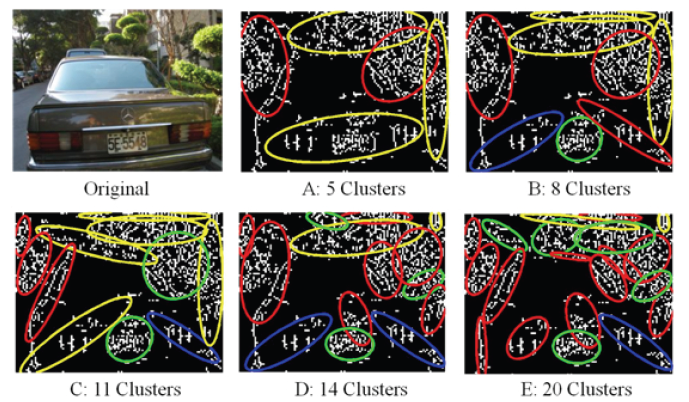 Original
A: 5 Clusters
B: 8 Clusters
C: 11 Clusters
D: 14 Clusters
E: 20 Clusters